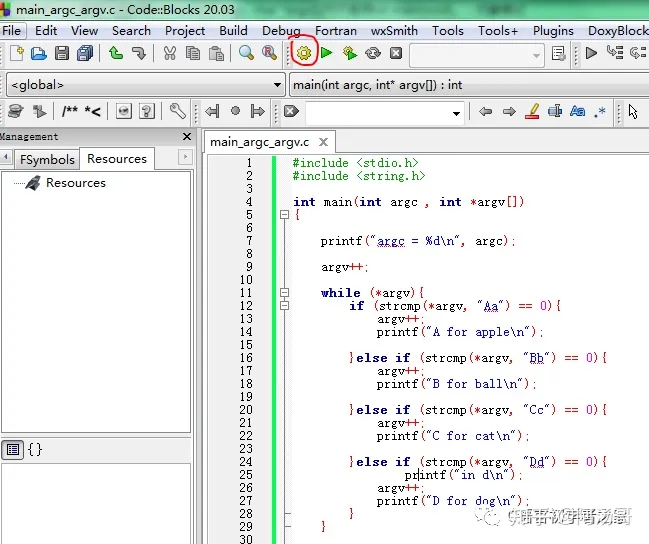 main_argc_argv.c - Code::Blocks 20.03
File Edit View Search Project Build Debug Fortran wxSmith Tools Tools+ Plugins DoxyBlock
<global> main(int argc, int* argv[]) : int
/** *< Aa .*
Management
FSymbols Resources main_argc_argv.c
Resources
{}
1 #include <stdio.h>
2 #include <string.h>
3
4 int main(int argc , int *argv[])
5 {
6
7 printf("argc = %d\n", argc);
8
9 argv++;
10
11 while (*argv){
12 if (strcmp(*argv, "Aa") == 0){
13 argv++;
14 printf("A for apple\n");
15
16 }else if (strcmp(*argv, "Bb") == 0){
17 argv++;
18 printf("B for ball\n");
19
20 }else if (strcmp(*argv, "Cc") == 0){
21 argv++;
22 printf("C for cat\n");
23
24 }else if (strcmp(*argv, "Dd") == 0){
25 printf("in d\n");
26 argv++;
27 printf("D for dog\n");
28 }
29 }
30